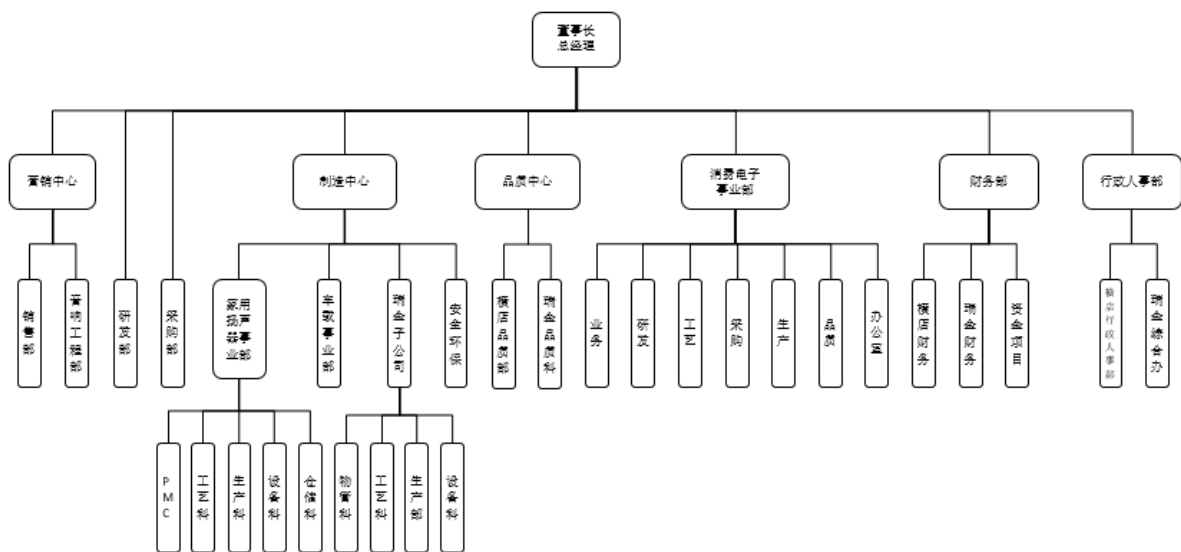 董事长
总经理
营销中心
制造中心
品质中心
消费电子
事业部
财务部
行政人事部
销售部
音响工程部
研发部
采购部
家用
扬声
器事
业部
车载事业部
瑞金子公司
安全环保
横店品质部
瑞金品质科
业务
研发
工艺
采购
生产
品质
办公室
横店财务
瑞金财务
资金项目
横店行政人事部
瑞金综合办
PMC
工艺科
生产科
设备科
仓储科
物管科
工艺科
生产部
设备科